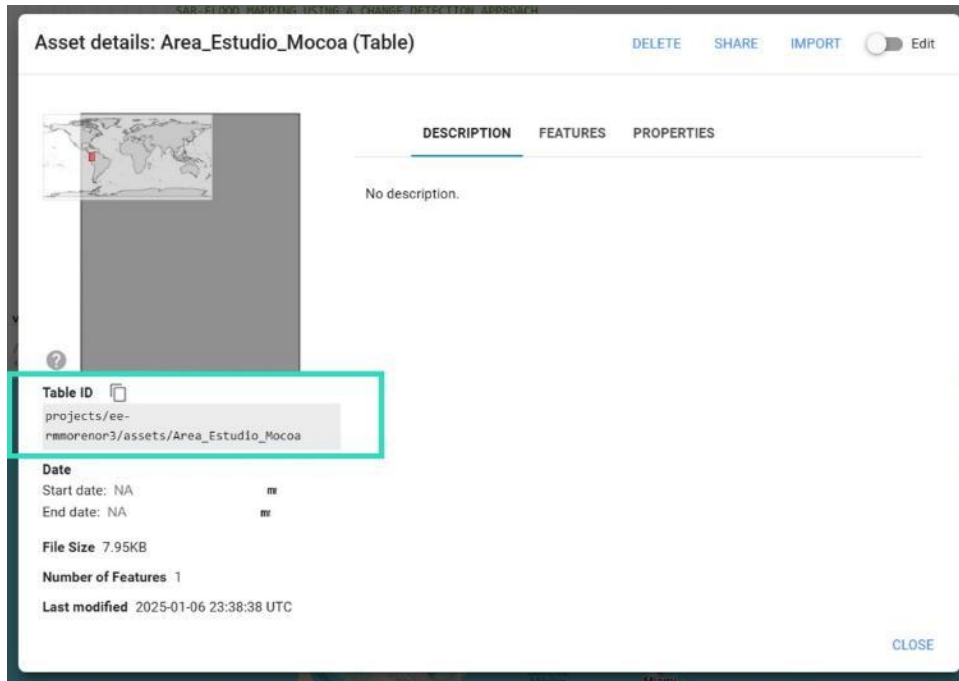 SAR-FLOOD MAPPING USING A CHANGE DETECTION APPROACH
Asset details: Area_Estudio_Mocoa (Table)
DELETE SHARE IMPORT Edit
DESCRIPTION FEATURES PROPERTIES
No description.
Table ID
projects/ee-
rmmorenor3/assets/Area_Estudio_Mocoa
Date
Start date: NA
End date: NA
File Size 7.95KB
Number of Features 1
Last modified 2025-01-06 23:38:38 UTC
CLOSE
Miami